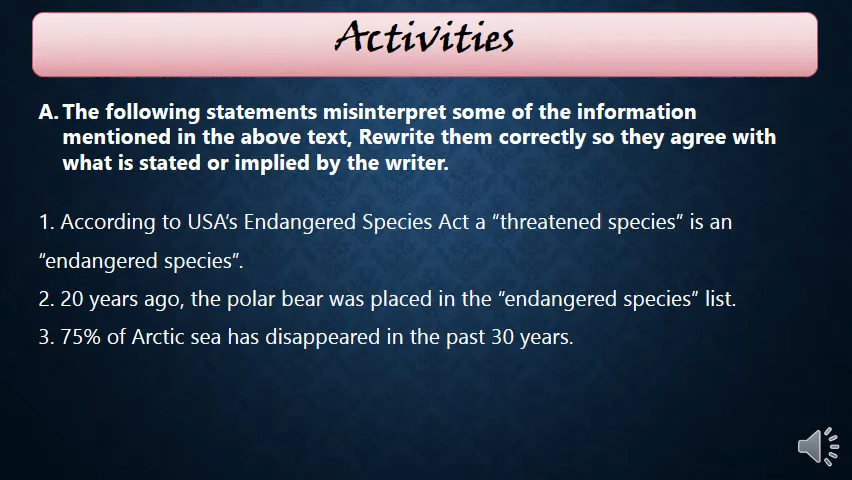 Activities
A. The following statements misinterpret some of the information
mentioned in the above text, Rewrite them correctly so they agree with
what is stated or implied by the writer.
1. According to USA’s Endangered Species Act a “threatened species” is an
“endangered species”.
2. 20 years ago, the polar bear was placed in the “endangered species” list.
3. 75% of Arctic sea has disappeared in the past 30 years.